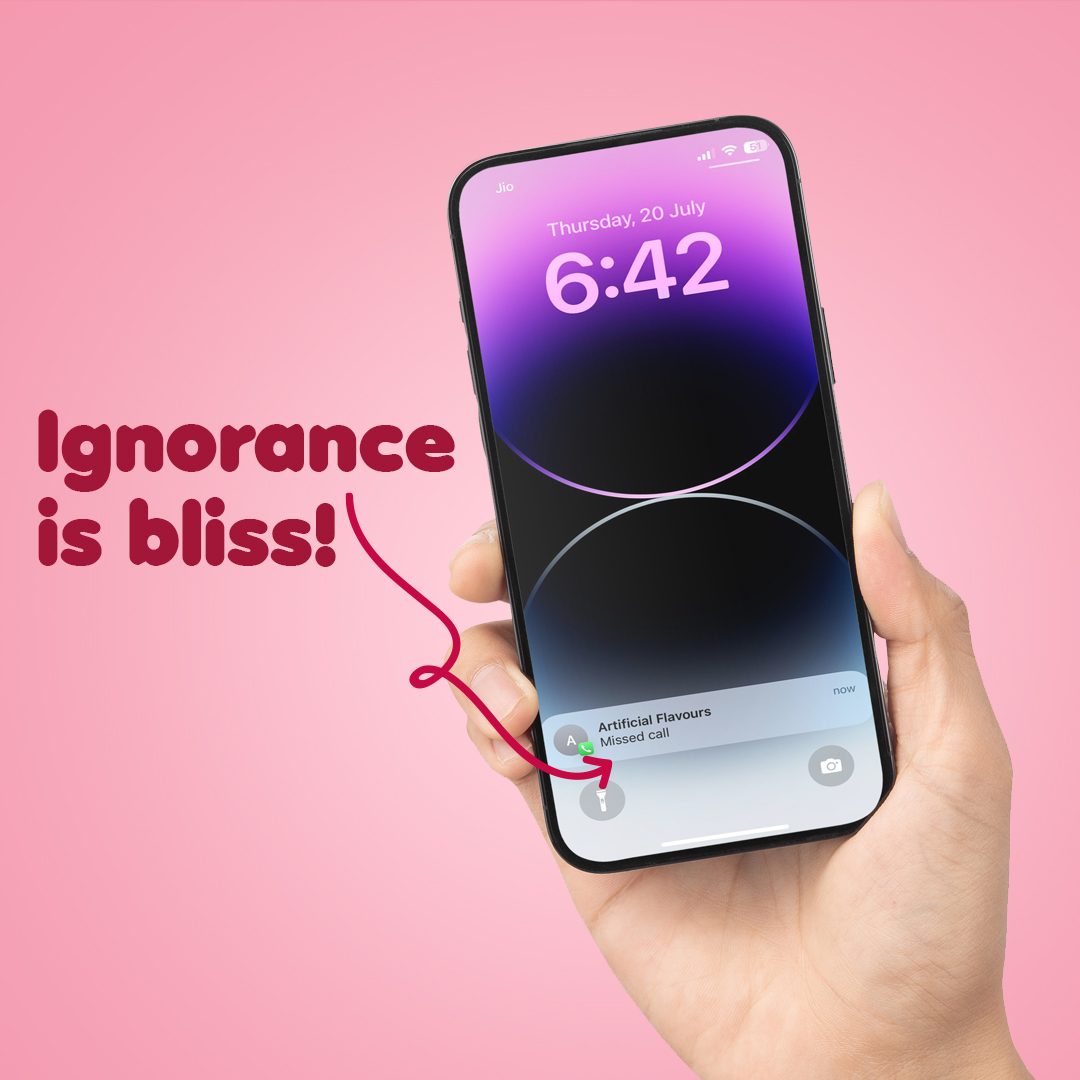 Jio
51
Thursday, 20 July
6:42
Ignorance
is bliss!
now
Artificial Flavours
A
Missed call